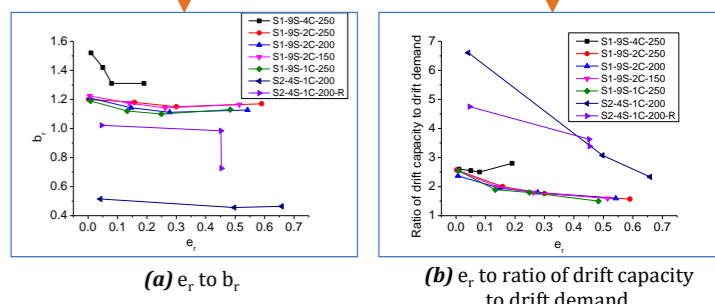 S1-9S-4C-250
S1-9S-2C-250
S1-9S-2C-200
S1-9S-2C-150
S1-9S-1C-250
S2-4S-1C-200
S2-4S-1C-200-R
1.6
1.4
1.2
1.0
0.8
0.6
0.4
b_r
0.0 0.1 0.2 0.3 0.4 0.5 0.6 0.7
e_r
(a) e_r to b_r
S1-9S-4C-250
S1-9S-2C-250
S1-9S-2C-200
S1-9S-2C-150
S1-9S-1C-250
S2-4S-1C-200
S2-4S-1C-200-R
7
6
5
4
3
2
1
Ratio of drift capacity to drift demand
0.0 0.1 0.2 0.3 0.4 0.5 0.6 0.7
e_r
(b) e_r to ratio of drift capacity
to drift demand